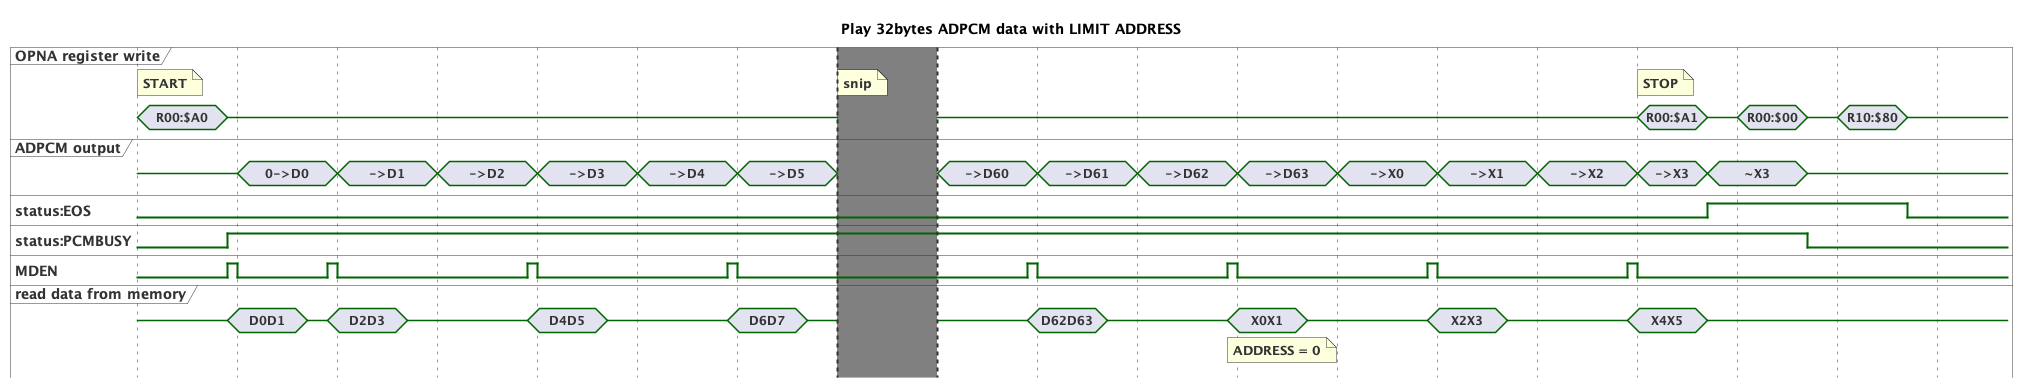 Play 32bytes ADPCM data with LIMIT ADDRESS
OPNA register write
START snip STOP
R00:$A0 R00:$A1 R00:$00 R10:$80
ADPCM output
0->D0 ->D1 ->D2 ->D3 ->D4 ->D5 ->D60 ->D61 ->D62 ->D63 ->X0 ->X1 ->X2 ->X3 ~X3
status:EOS
status:PCMBUSY
MDEN
read data from memory
D0D1 D2D3 D4D5 D6D7 D62D63 X0X1 X2X3 X4X5
ADDRESS = 0